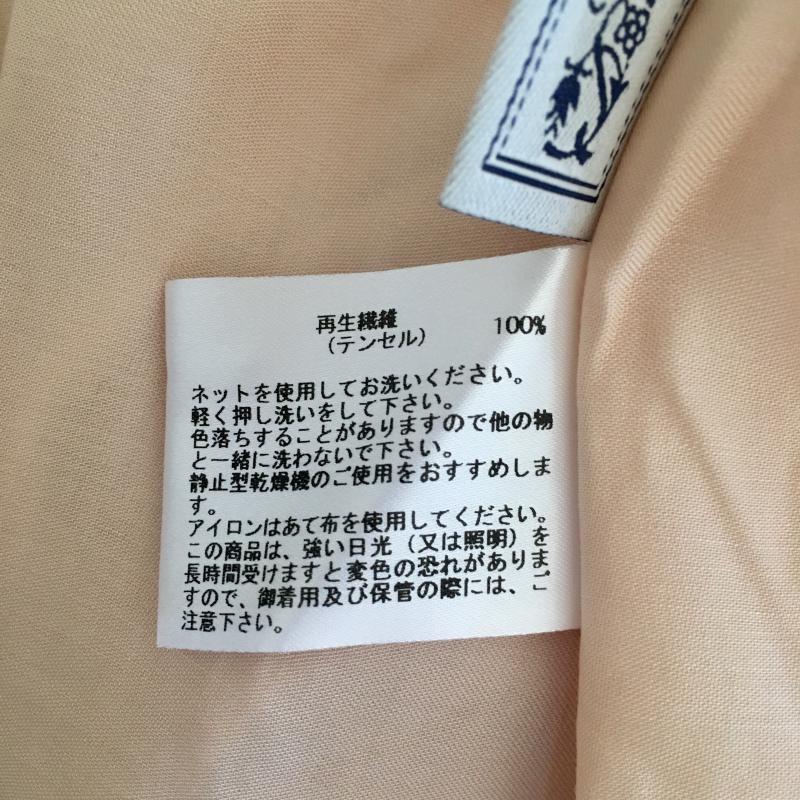 再生繊維 100%
(テンセル)
ネットを使用してお洗いください。
軽く押し洗いをして下さい。
色落ちすることがありますので他の物
と一緒に洗わないで下さい。
静止型乾燥機のご使用をおすすめしま
す。
アイロンはあて布を使用してください。
この商品は、強い日光(又は照明)を
長時間受けますと変色の恐れがありま
すので、御着用及び保管の際には、ご
注意下さい。